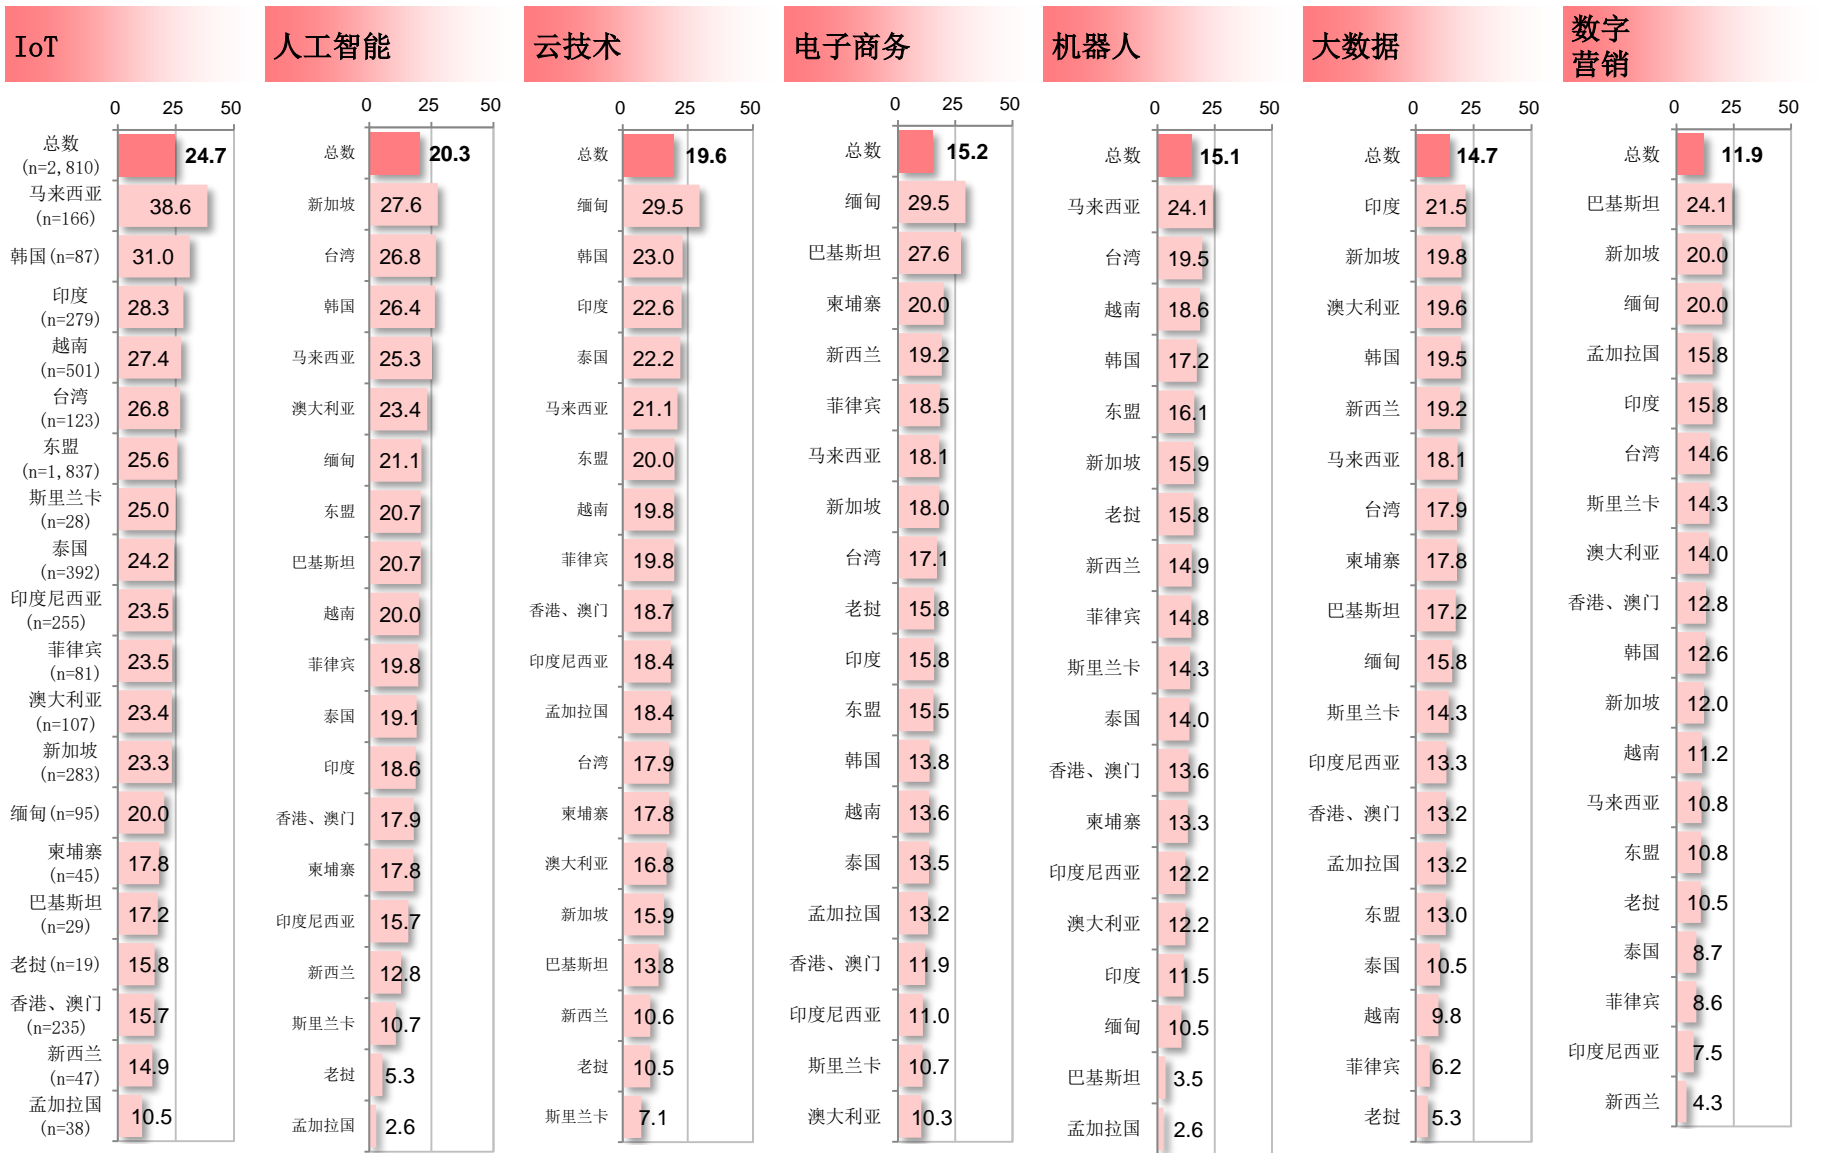 IoT
0 25 50
总数
(n=2,810) 24.7
马来西亚
(n=166) 38.6
韩国(n=87) 31.0
印度
(n=279) 28.3
越南
(n=501) 27.4
台湾
(n=123) 26.8
东盟
(n=1,837) 25.6
斯里兰卡
(n=28) 25.0
泰国
(n=392) 24.2
印度尼西亚
(n=255) 23.5
菲律宾
(n=81) 23.5
澳大利亚
(n=107) 23.4
新加坡
(n=283) 23.3
缅甸(n=95) 20.0
柬埔寨
(n=45) 17.8
巴基斯坦
(n=29) 17.2
老挝(n=19) 15.8
香港、澳门
(n=235) 15.7
新西兰
(n=47) 14.9
孟加拉国
(n=38) 10.5
人工智能
0 25 50
总数 20.3
新加坡 27.6
台湾 26.8
韩国 26.4
马来西亚 25.3
澳大利亚 23.4
缅甸 21.1
东盟 20.7
巴基斯坦 20.7
越南 20.0
菲律宾 19.8
泰国 19.1
印度 18.6
香港、澳门 17.9
柬埔寨 17.8
印度尼西亚 15.7
新西兰 12.8
斯里兰卡 10.7
老挝 5.3
孟加拉国 2.6
云技术
0 25 50
总数 19.6
缅甸 29.5
韩国 23.0
印度 22.6
泰国 22.2
马来西亚 21.1
东盟 20.0
越南 19.8
菲律宾 19.8
香港、澳门 18.7
印度尼西亚 18.4
孟加拉国 18.4
台湾 17.9
柬埔寨 17.8
澳大利亚 16.8
新加坡 15.9
巴基斯坦 13.8
新西兰 10.6
老挝 10.5
斯里兰卡 7.1
电子商务
0 25 50
总数 15.2
缅甸 29.5
巴基斯坦 27.6
柬埔寨 20.0
新西兰 19.2
菲律宾 18.5
马来西亚 18.1
新加坡 18.0
台湾 17.1
老挝 15.8
印度 15.8
东盟 15.5
韩国 13.8
越南 13.6
泰国 13.5
孟加拉国 13.2
香港、澳门 11.9
印度尼西亚 11.0
斯里兰卡 10.7
澳大利亚 10.3
机器人
0 25 50
总数 15.1
马来西亚 24.1
台湾 19.5
越南 18.6
韩国 17.2
东盟 16.1
新加坡 15.9
老挝 15.8
新西兰 14.9
菲律宾 14.8
斯里兰卡 14.3
泰国 14.0
香港、澳门 13.6
柬埔寨 13.3
印度尼西亚 12.2
澳大利亚 12.2
印度 11.5
缅甸 10.5
巴基斯坦 3.5
孟加拉国 2.6
大数据
0 25 50
总数 14.7
印度 21.5
新加坡 19.8
澳大利亚 19.6
韩国 19.5
新西兰 19.2
马来西亚 18.1
台湾 17.9
柬埔寨 17.8
巴基斯坦 17.2
缅甸 15.8
斯里兰卡 14.3
印度尼西亚 13.3
香港、澳门 13.2
孟加拉国 13.2
东盟 13.0
泰国 10.5
越南 9.8
菲律宾 6.2
老挝 5.3
数字
营销
0 25 50
总数 11.9
巴基斯坦 24.1
新加坡 20.0
缅甸 20.0
孟加拉国 15.8
印度 15.8
台湾 14.6
斯里兰卡 14.3
澳大利亚 14.0
香港、澳门 12.8
韩国 12.6
新加坡 12.0
越南 11.2
马来西亚 10.8
东盟 10.8
老挝 10.5
泰国 8.7
菲律宾 8.6
印度尼西亚 7.5
新西兰 4.3